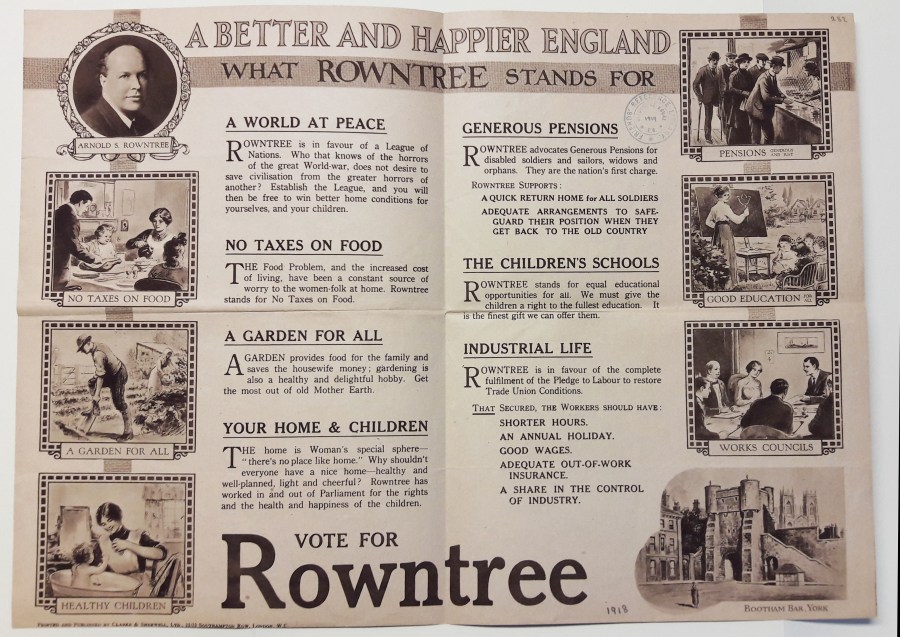 A BETTER AND HAPPIER ENGLAND
WHAT ROWNTREE STANDS FOR
ARNOLD S. ROWNTREE
NO TAXES ON FOOD
A GARDEN FOR ALL
HEALTHY CHILDREN
A WORLD AT PEACE
ROWNTREE is in favour of a League of
Nations. Who that knows of the horrors
of the great World-war, does not desire to
save civilisation from the greater horrors of
another? Establish the League, and you will
then be free to win better home conditions for
yourselves, and your children.
NO TAXES ON FOOD
THE Food Problem, and the increased cost
of living, have been a constant source of
worry to the women-folk at home. Rowntree
stands for No Taxes on Food.
A GARDEN FOR ALL
A GARDEN provides food for the family and
saves the housewife money; gardening is
also a healthy and delightful hobby. Get
the most out of old Mother Earth.
YOUR HOME & CHILDREN
THE home is Woman's special sphere—
"there's no place like home." Why shouldn't
everyone have a nice home—healthy and
well-planned, light and cheerful? Rowntree has
worked in and out of Parliament for the rights
and the health and happiness of the children.
GENEROUS PENSIONS
ROWNTREE advocates Generous Pensions for
disabled soldiers and sailors, widows and
orphans. They are the nation's first charge.
ROWNTREE SUPPORTS:
A QUICK RETURN HOME for ALL SOLDIERS
ADEQUATE ARRANGEMENTS TO SAFE-
GUARD THEIR POSITION WHEN THEY
GET BACK TO THE OLD COUNTRY
THE CHILDREN'S SCHOOLS
ROWNTREE stands for equal educational
opportunities for all. We must give the
children a right to the fullest education. It
is the finest gift we can offer them.
INDUSTRIAL LIFE
ROWNTREE is in favour of the complete
fulfilment of the Pledge to Labour to restore
Trade Union Conditions.
THAT SECURED, THE WORKERS SHOULD HAVE:
SHORTER HOURS.
AN ANNUAL HOLIDAY.
GOOD WAGES.
ADEQUATE OUT-OF-WORK
INSURANCE.
A SHARE IN THE CONTROL
OF INDUSTRY.
PENSIONS
GOOD EDUCATION FOR ALL
WORKS COUNCILS
BOOTHAM BAR, YORK
VOTE FOR
Rowntree
1918
1919